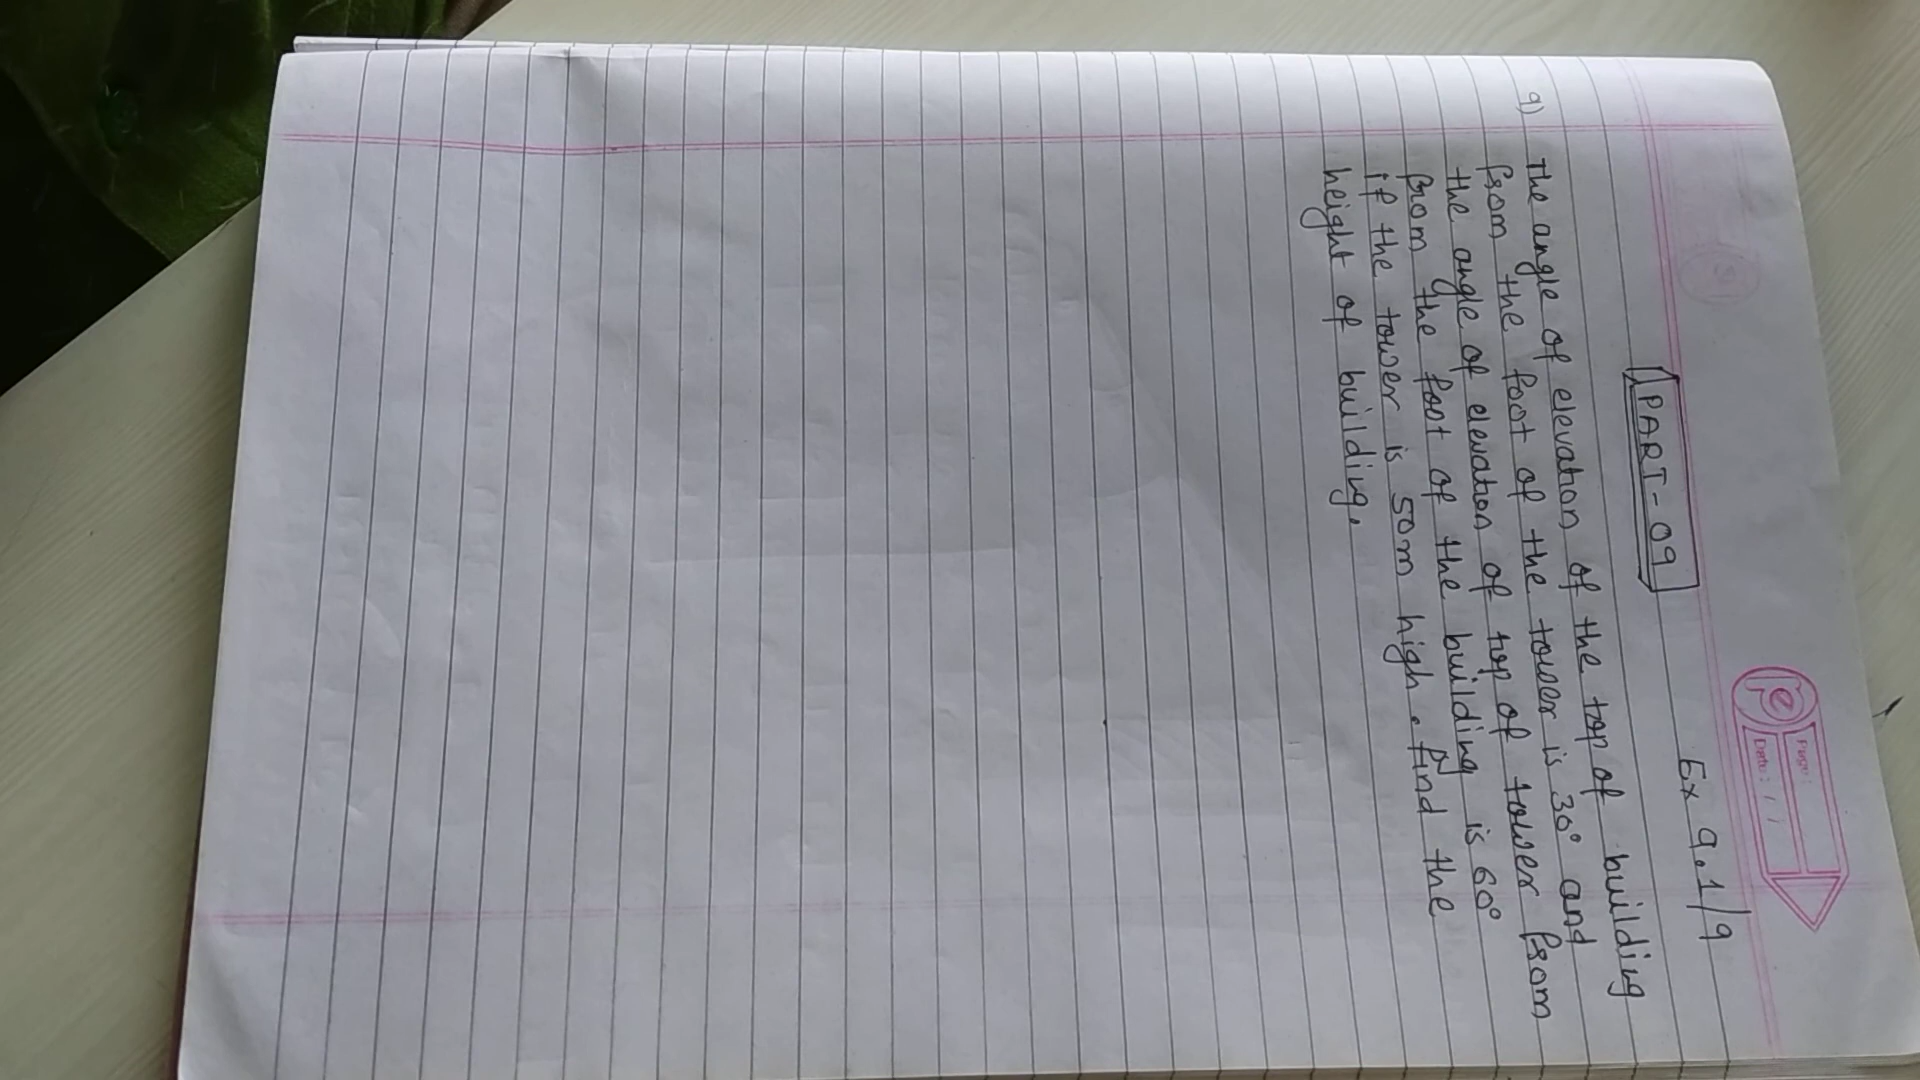 Page:
Date: / /
Ex 9.1/9
PART-09
9) The angle of elevation of the top of building
from the foot of the tower is 30° and
the angle of elevation of top of tower from
from the foot of the building is 60°
if the tower is 50m high. find the
height of building.